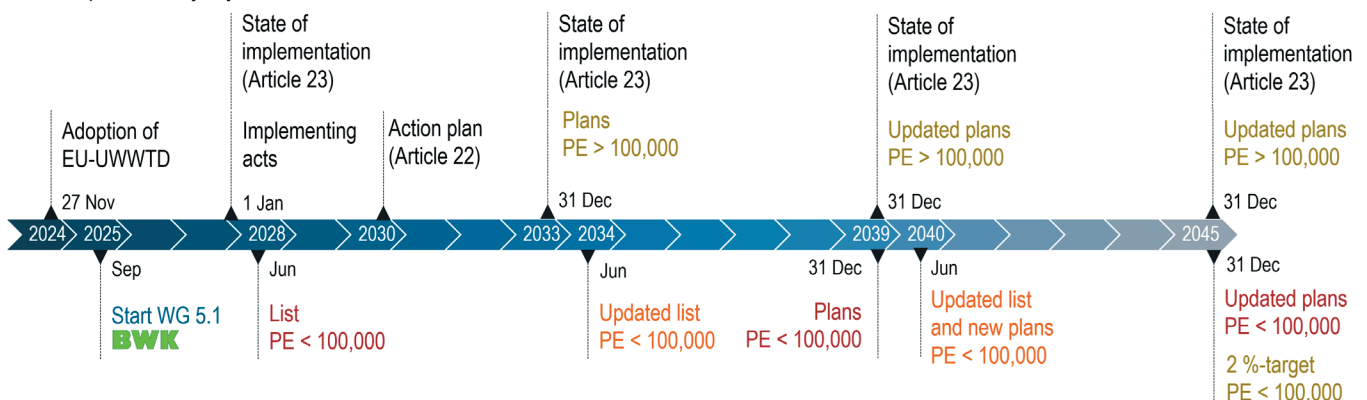 State of
implementation
(Article 23)
State of
implementation
(Article 23)
State of
implementation
(Article 23)
State of
implementation
(Article 23)
Adoption of
EU-UWWTD
Implementing
acts
Action plan
(Article 22)
Plans
PE > 100,000
Updated plans
PE > 100,000
Updated plans
PE > 100,000
27 Nov
1 Jan
31 Dec
31 Dec
31 Dec
2024 2025 2028 2030 2033 2034 2039 2040 2045
Sep
Jun
Jun
31 Dec
Jun
31 Dec
Start WG 5.1
BWK
List
PE < 100,000
Updated list
PE < 100,000
Plans
PE < 100,000
Updated list
and new plans
PE < 100,000
Updated plans
PE < 100,000
2 %-target
PE < 100,000